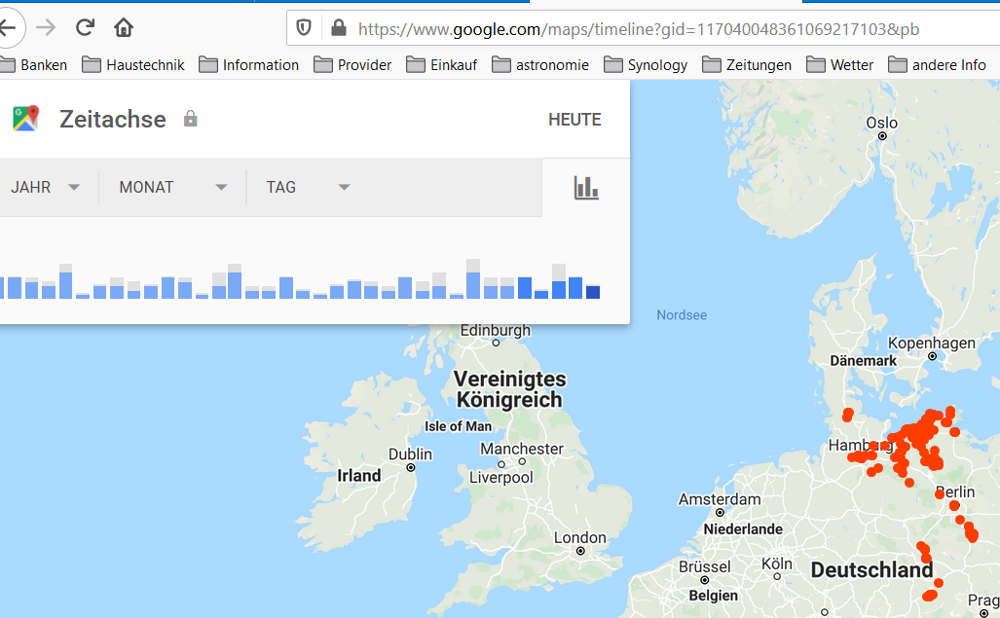 https://www.google.com/maps/timeline?gid=117040048361069217103&pb
Banken Haustechnik Information Provider Einkauf astronomie Synology Zeitungen Wetter andere Info
Zeitachse HEUTE
JAHR MONAT TAG
Oslo
Nordsee
Edinburgh
Kopenhagen
Dänemark
Vereinigtes
Königreich
Isle of Man
Hamburg
Manchester
Dublin
Liverpool
Irland
Berlin
Amsterdam
Niederlande
London
Brüssel
Köln
Deutschland
Belgien
Prag